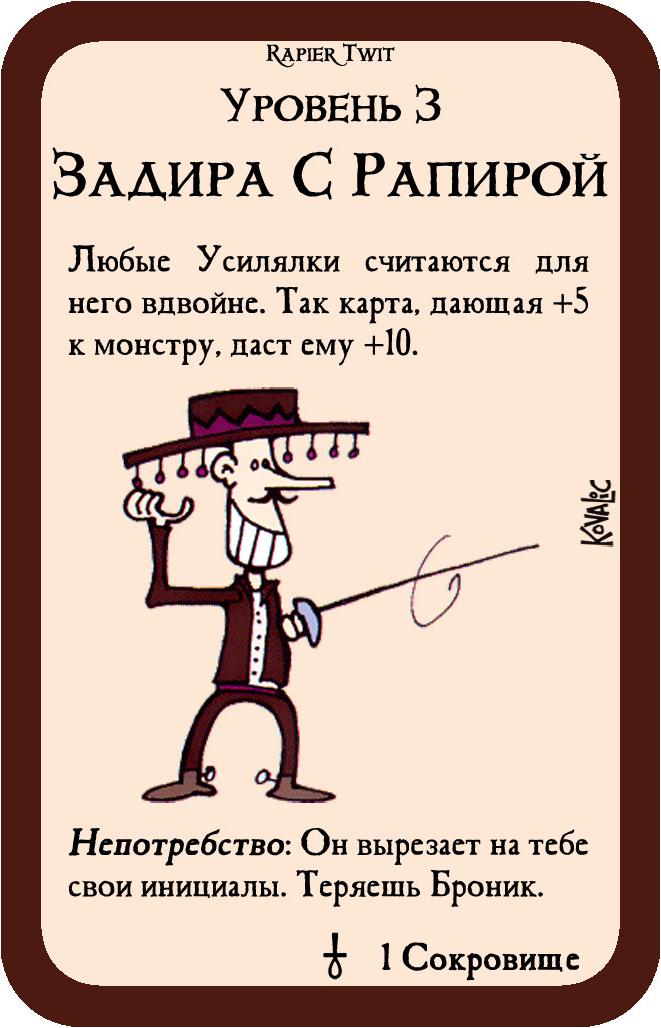 Rapier Twit
Уровень 3
Задира С Рапирой
Любые Усилялки считаются для
него вдвойне. Так карта, дающая +5
к монстру, даст ему +10.
Kovalic
Непотребство: Он вырезает на тебе
свои инициалы. Теряешь Броник.
1 Сокровище